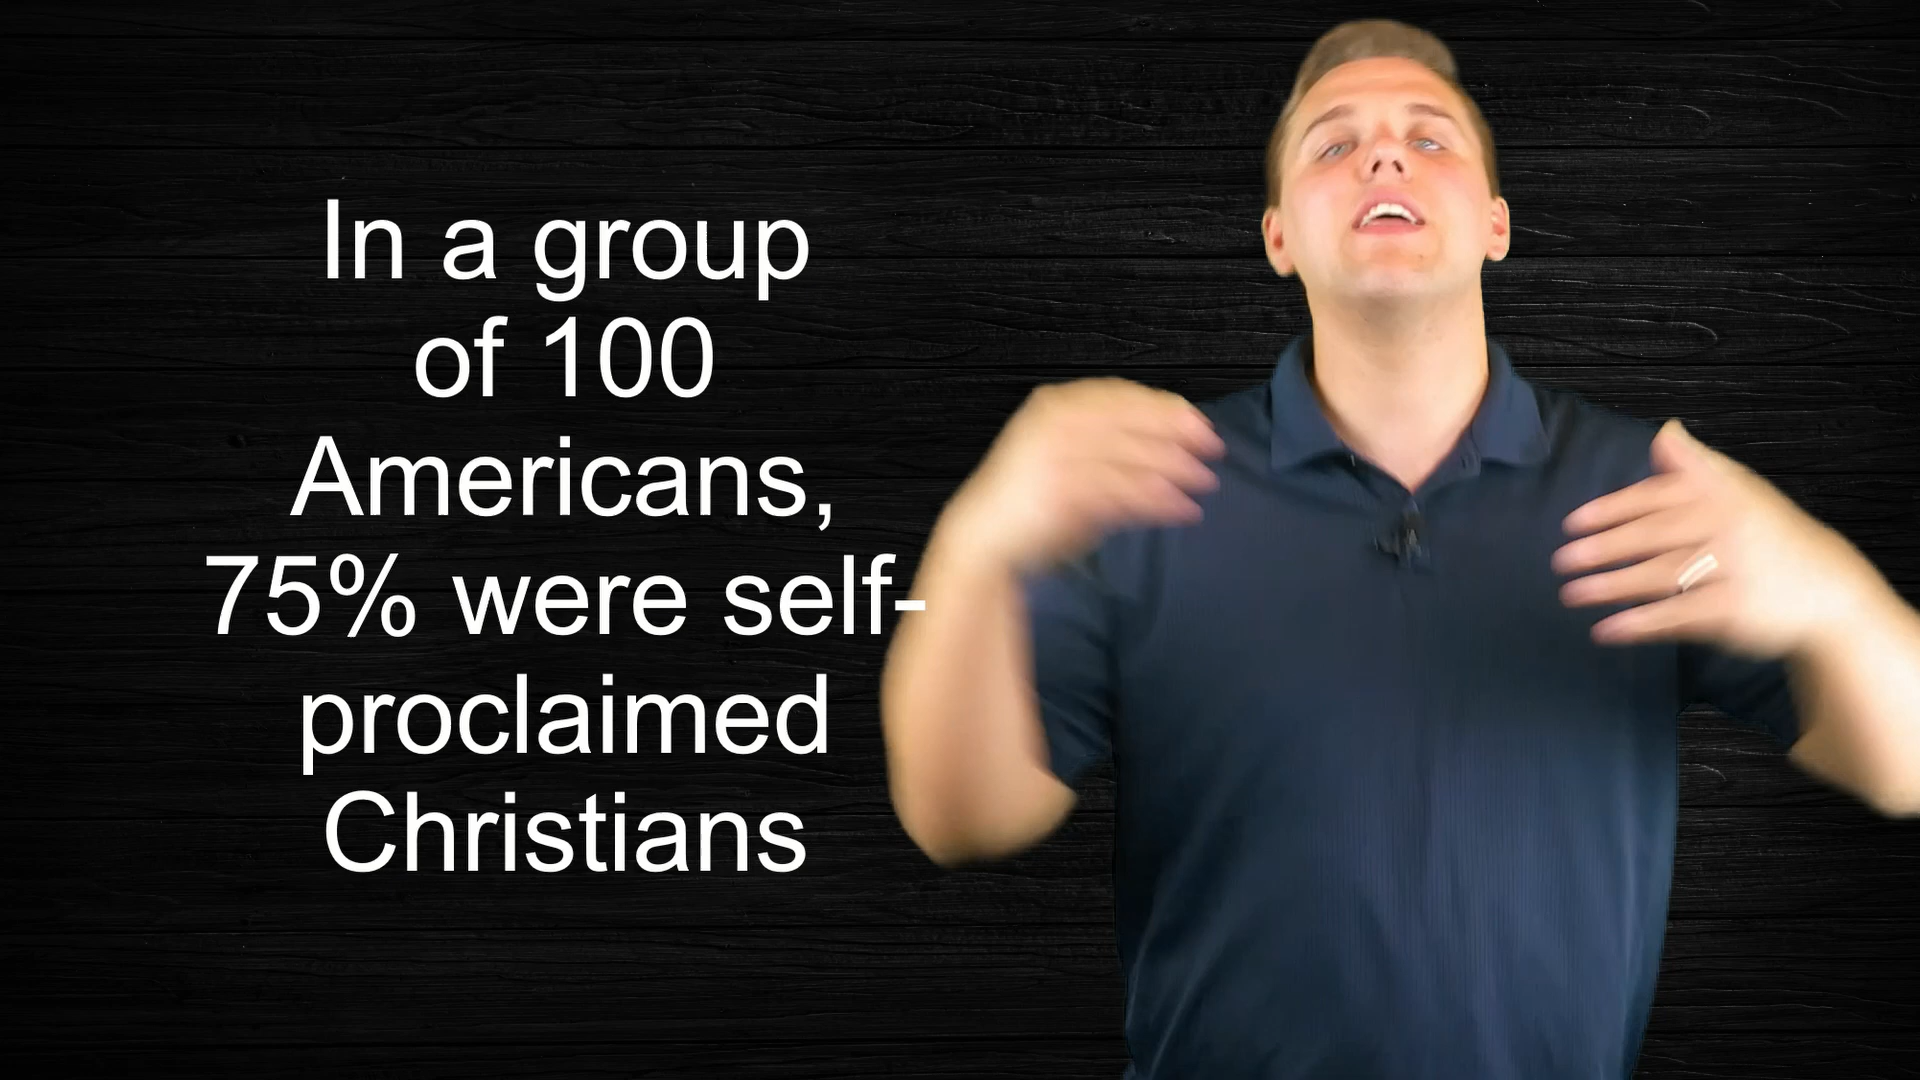 In a group
of 100
Americans,
75% were self-
proclaimed
Christians